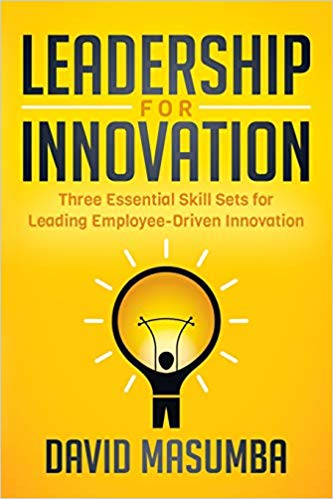 LEADERSHIP
FOR
INNOVATION
Three Essential Skill Sets for
Leading Employee-Driven Innovation
DAVID MASUMBA